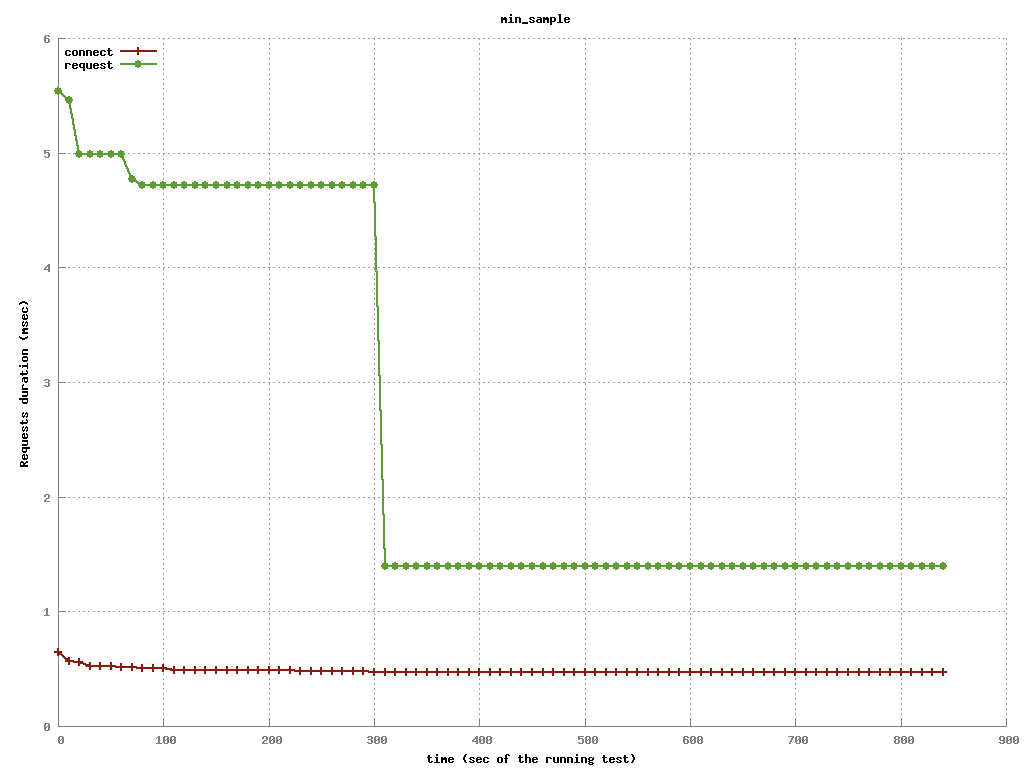 min_sample
6
connect
request
5
4
3
2
1
0
Requests duration (msec)
0 100 200 300 400 500 600 700 800 900
time (sec of the running test)